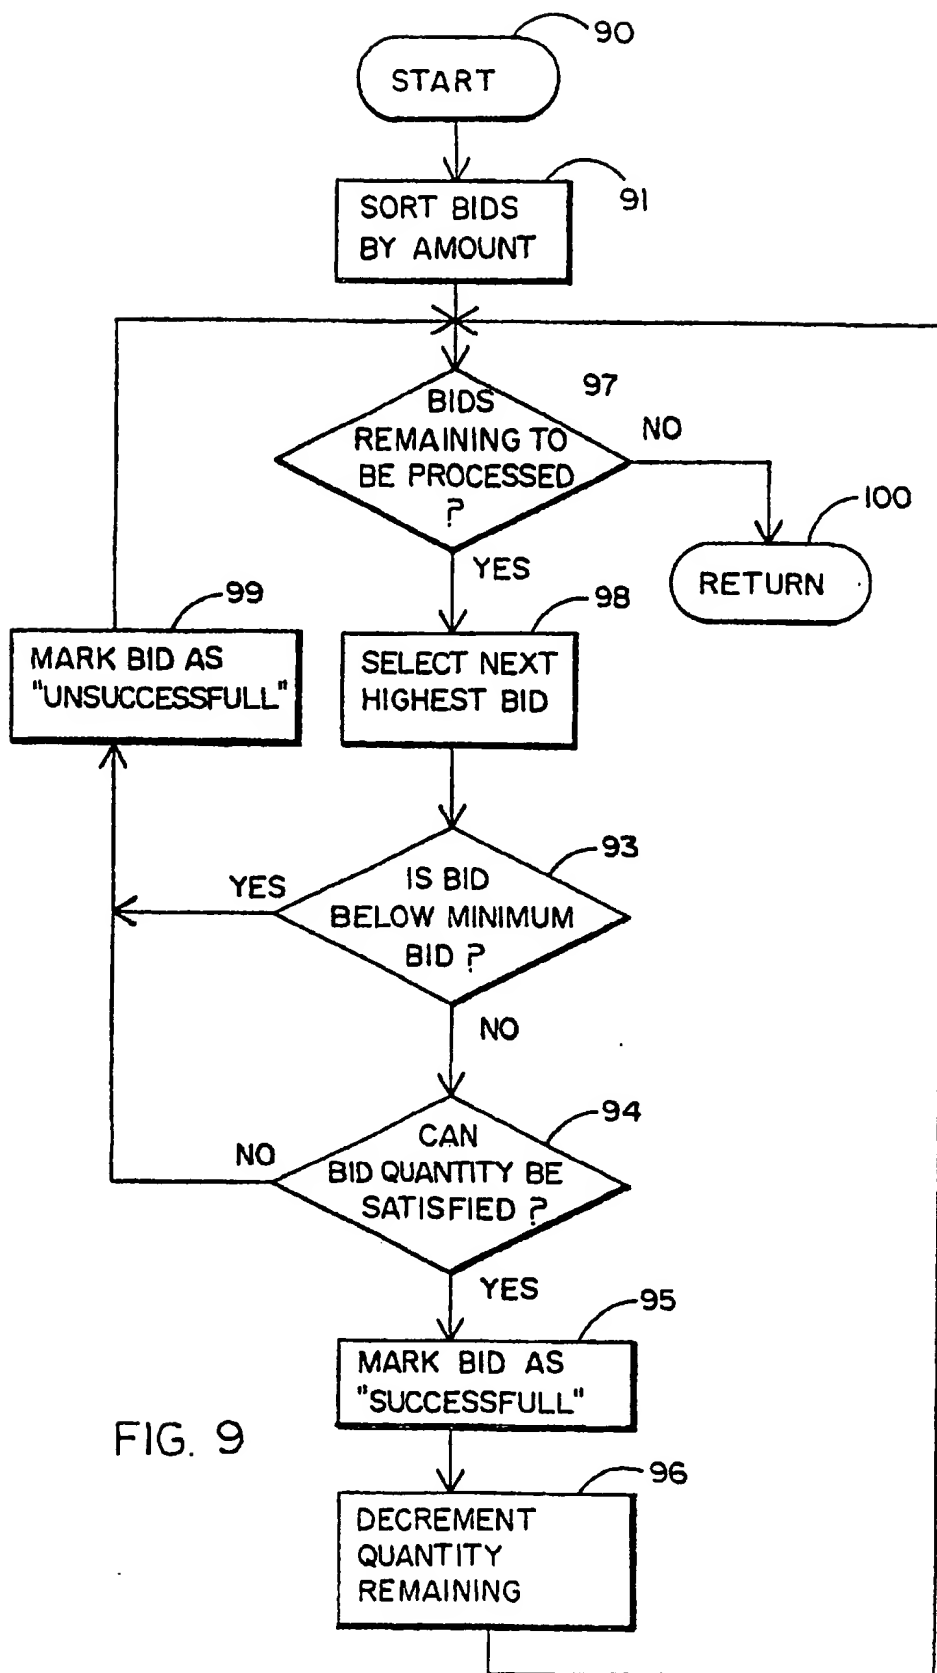 90
START
91
SORT BIDS
BY AMOUNT
97
BIDS
REMAINING TO
BE PROCESSED
?
NO
100
RETURN
YES
99
MARK BID AS
"UNSUCCESSFULL"
98
SELECT NEXT
HIGHEST BID
93
YES
IS BID
BELOW MINIMUM
BID ?
NO
94
NO
CAN
BID QUANTITY BE
SATISFIED ?
YES
95
MARK BID AS
"SUCCESSFULL"
FIG. 9
96
DECREMENT
QUANTITY
REMAINING